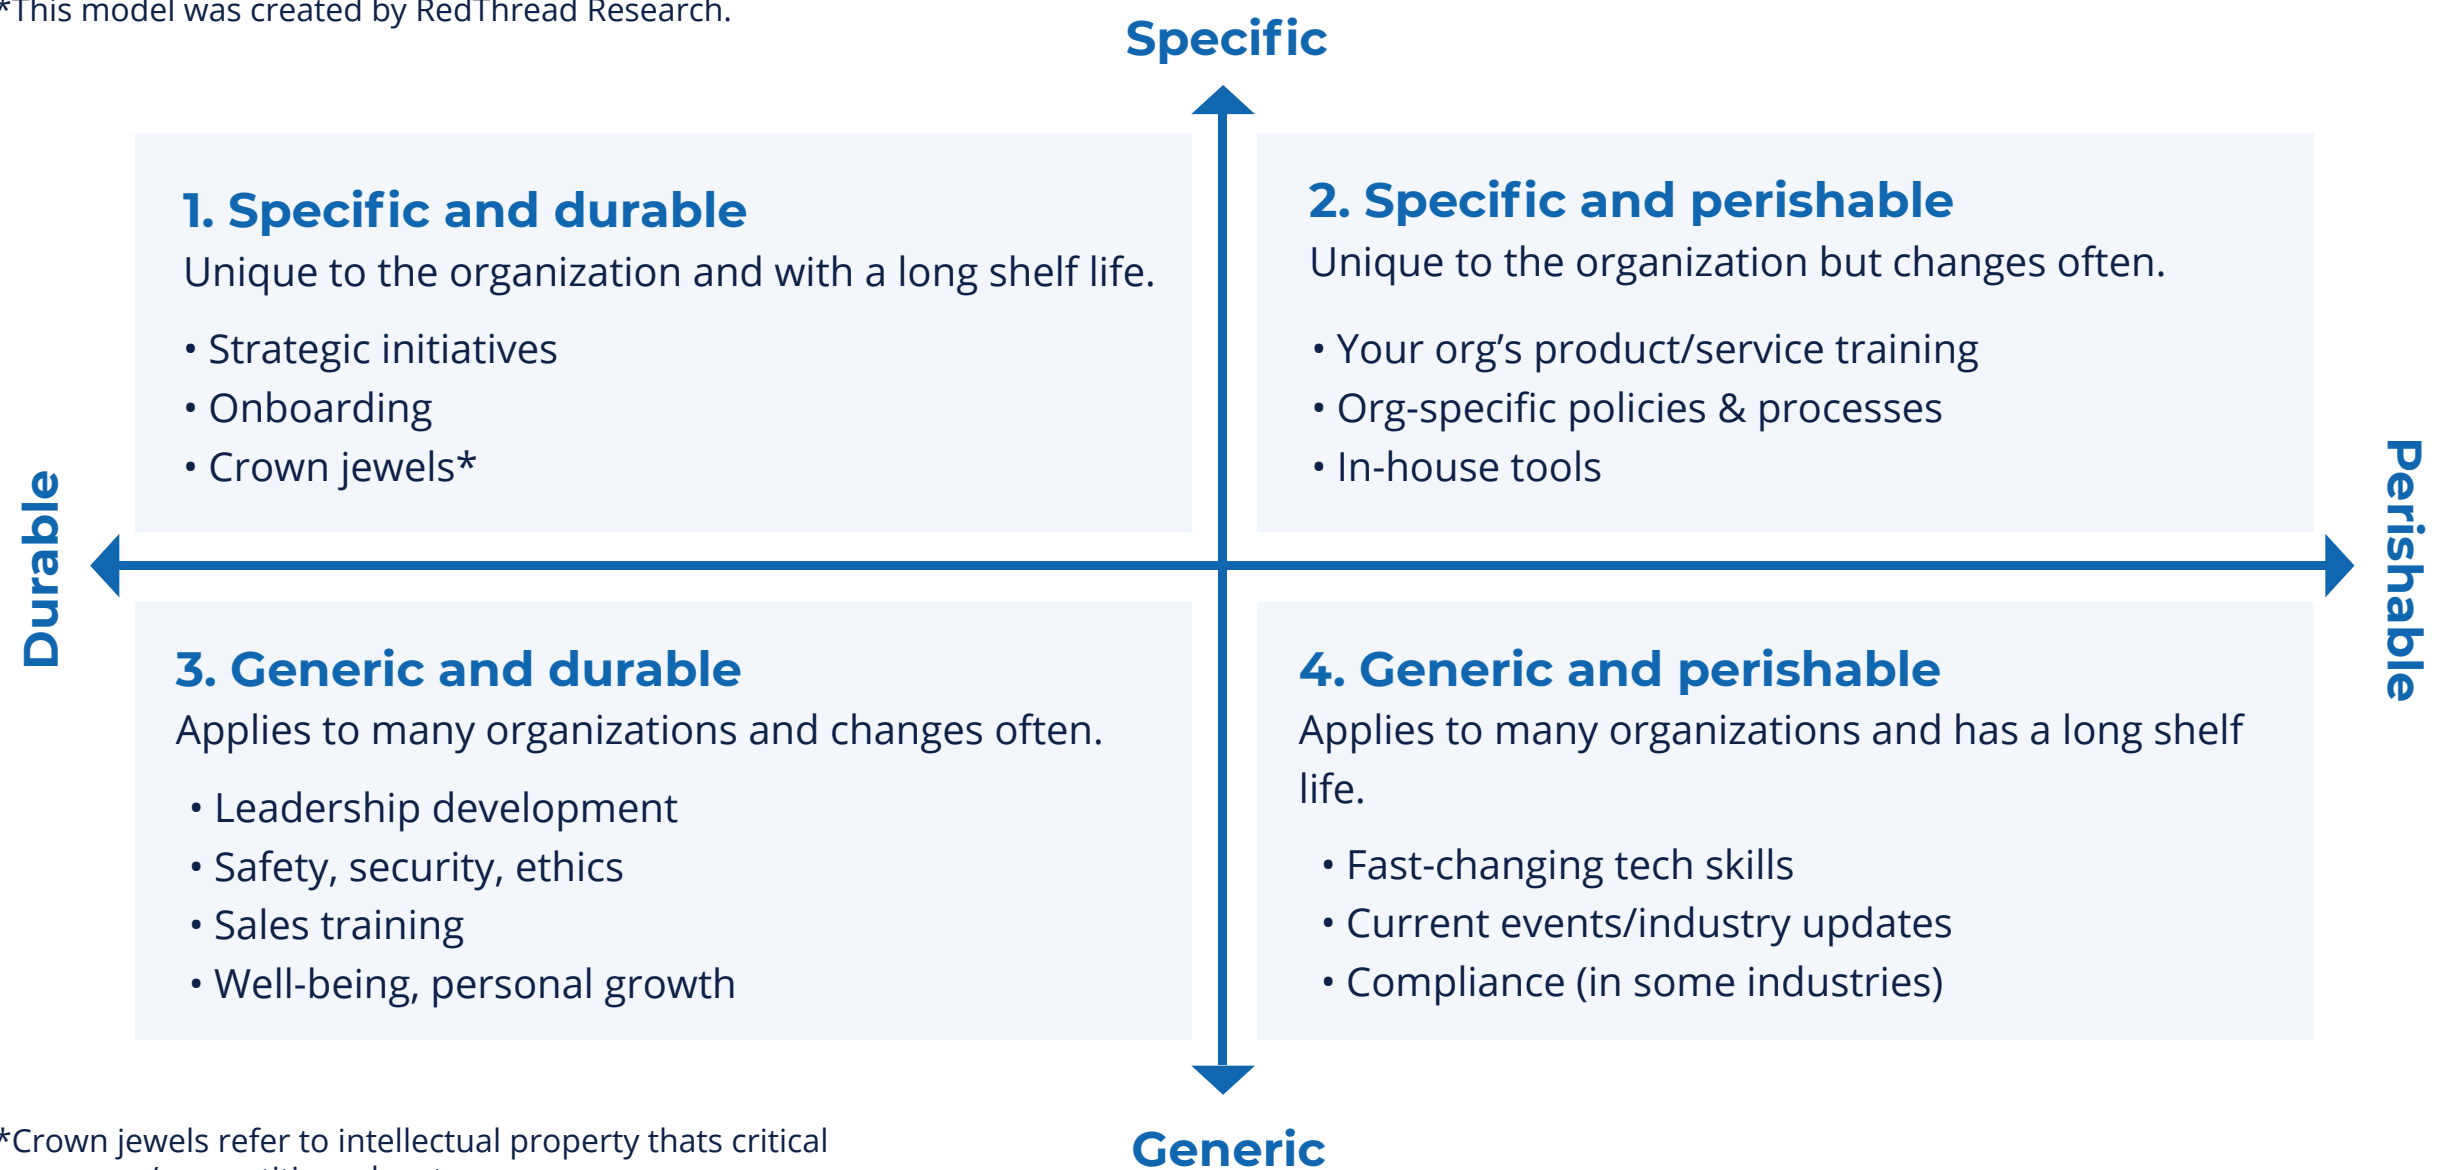 *This model was created by RedThread Research.
Specific
1. Specific and durable
Unique to the organization and with a long shelf life.
• Strategic initiatives
• Onboarding
• Crown jewels*
2. Specific and perishable
Unique to the organization but changes often.
• Your org’s product/service training
• Org-specific policies & processes
• In-house tools
Durable
Perishable
3. Generic and durable
Applies to many organizations and changes often.
• Leadership development
• Safety, security, ethics
• Sales training
• Well-being, personal growth
4. Generic and perishable
Applies to many organizations and has a long shelf
life.
• Fast-changing tech skills
• Current events/industry updates
• Compliance (in some industries)
Generic
*Crown jewels refer to intellectual property thats critical